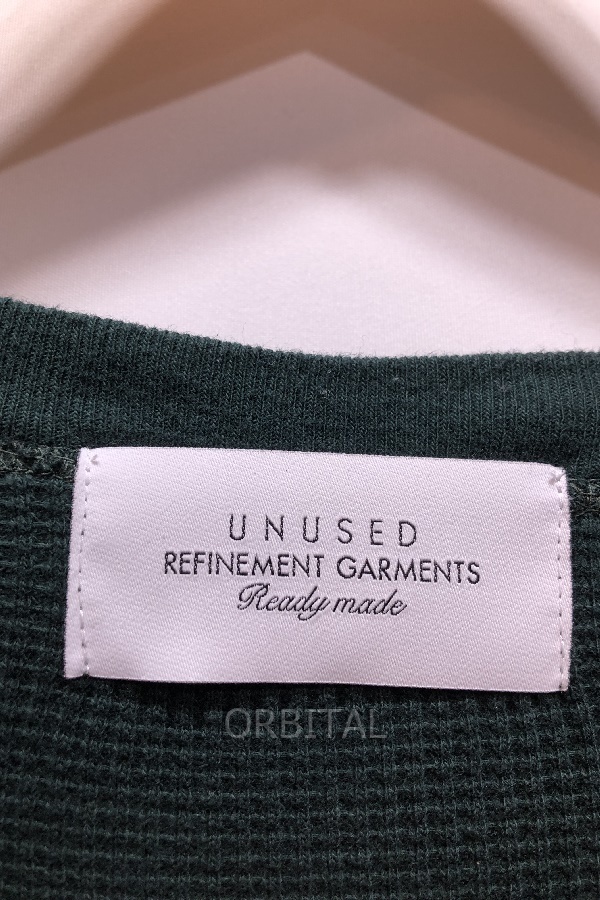 UNUSED
REFINEMENT GARMENTS
Ready made
ORBITAL